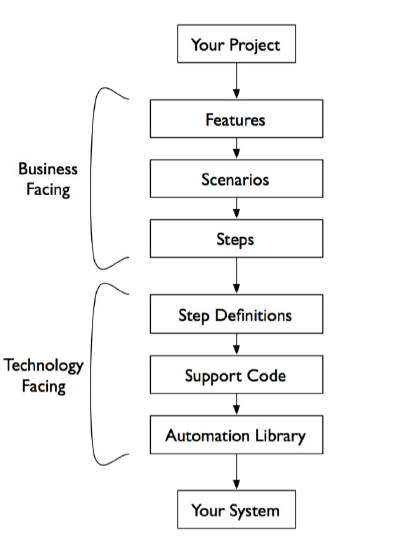 Your Project
Features
Business
Facing
Scenarios
Steps
Step Definitions
Technology
Facing
Support Code
Automation Library
Your System